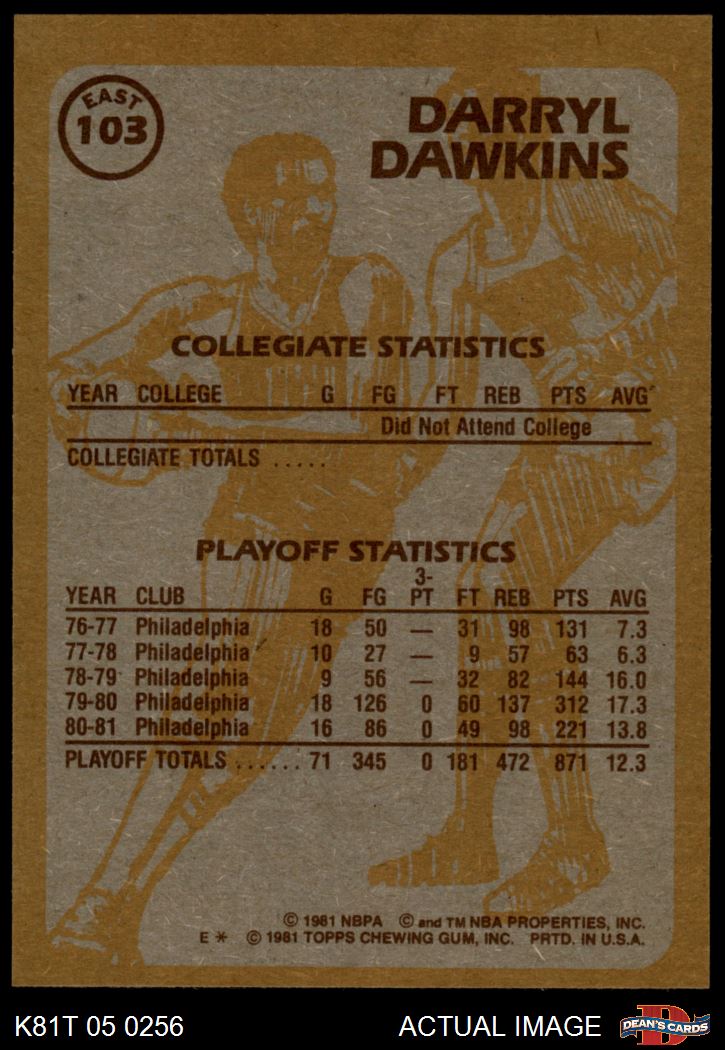 EAST
103
DARRYL
DAWKINS
COLLEGIATE STATISTICS
YEAR COLLEGE G FG FT REB PTS AVG
Did Not Attend College
COLLEGIATE TOTALS .....
PLAYOFF STATISTICS
YEAR CLUB G FG 3-PT FT REB PTS AVG
76-77 Philadelphia 18 50 — 31 98 131 7.3
77-78 Philadelphia 10 27 — 9 57 63 6.3
78-79 Philadelphia 9 56 — 32 82 144 16.0
79-80 Philadelphia 18 126 0 60 137 312 17.3
80-81 Philadelphia 16 86 0 49 98 221 13.8
PLAYOFF TOTALS ...... 71 345 0 181 472 871 12.3
© 1981 NBPA © and TM NBA PROPERTIES, INC.
E * © 1981 TOPPS CHEWING GUM, INC. PRTD. IN U.S.A.
K81T 05 0256 ACTUAL IMAGE D DEAN'S CARDS